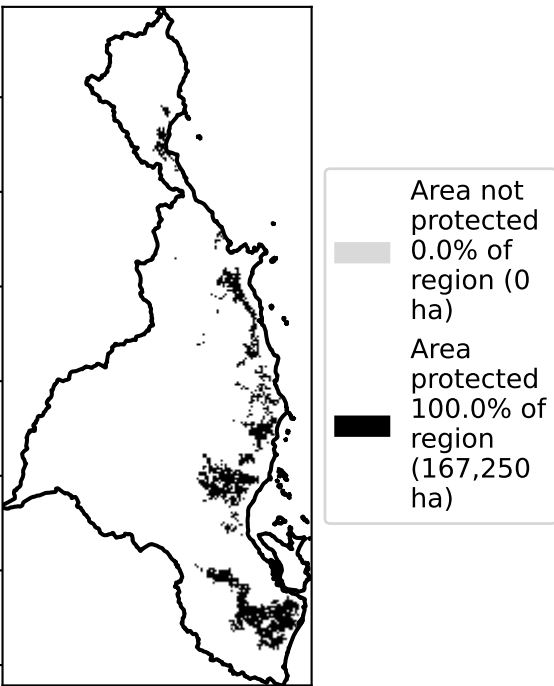 Area not
protected
0.0% of
region (0
ha)
Area
protected
100.0% of
region
(167,250
ha)